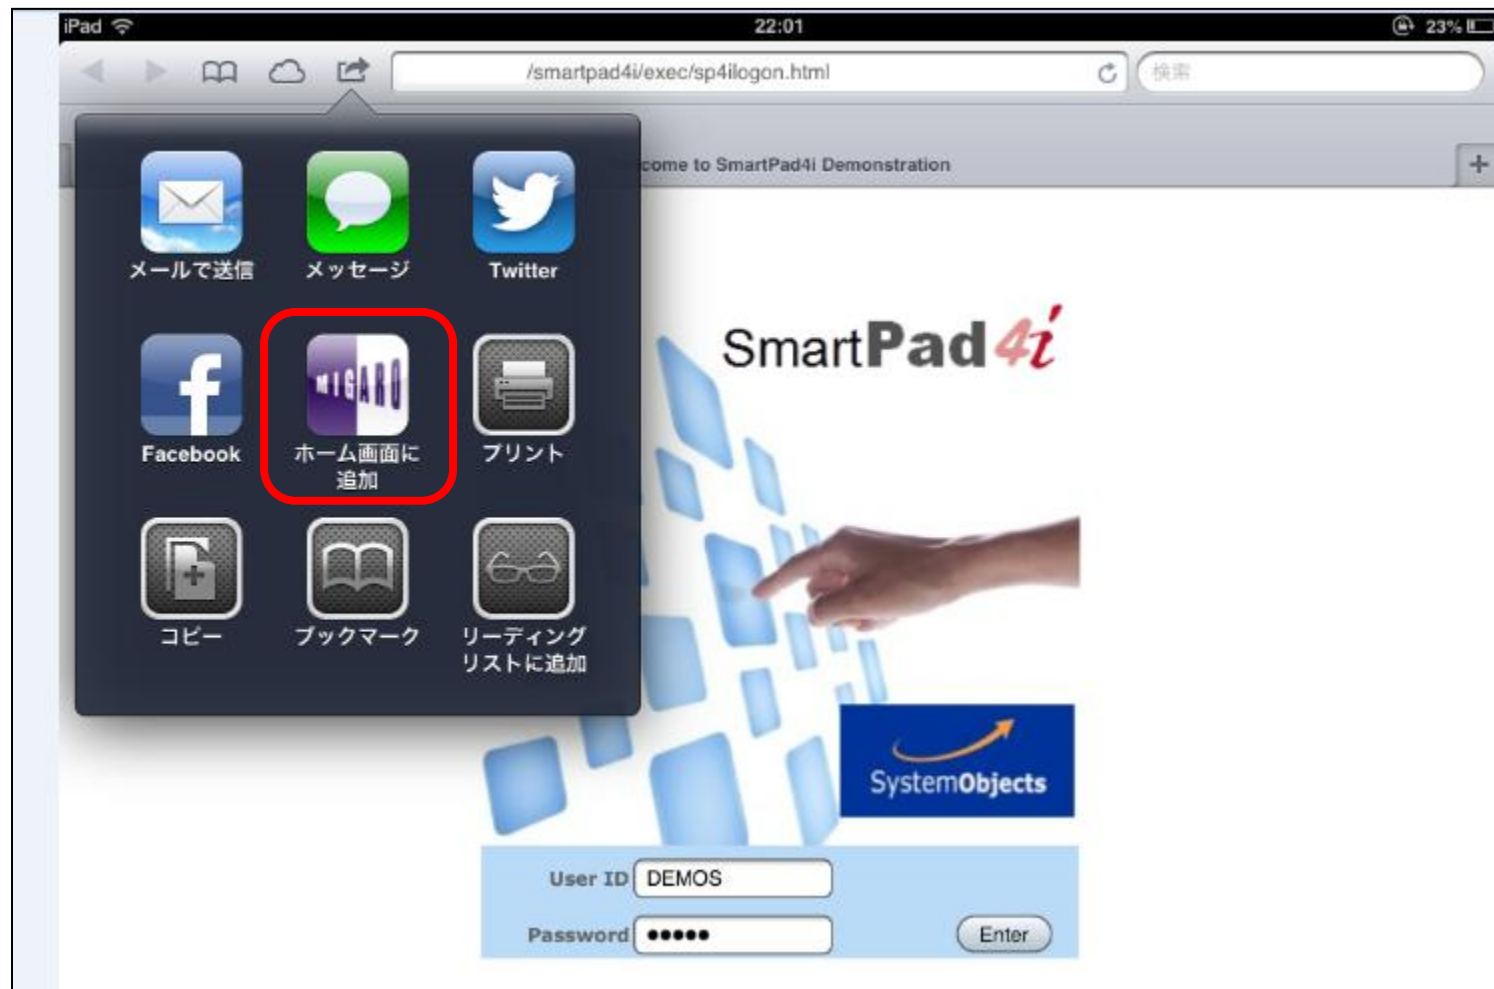 iPad
22:01
23%
/smartpad4i/exec/sp4ilogon.html
検索
come to SmartPad4i Demonstration
メールで送信
メッセージ
Twitter
Facebook
MIGARO
ホーム画面に
追加
プリント
コピー
ブックマーク
リーディング
リストに追加
SmartPad4i
SystemObjects
User ID
DEMOS
Password
•••••
Enter